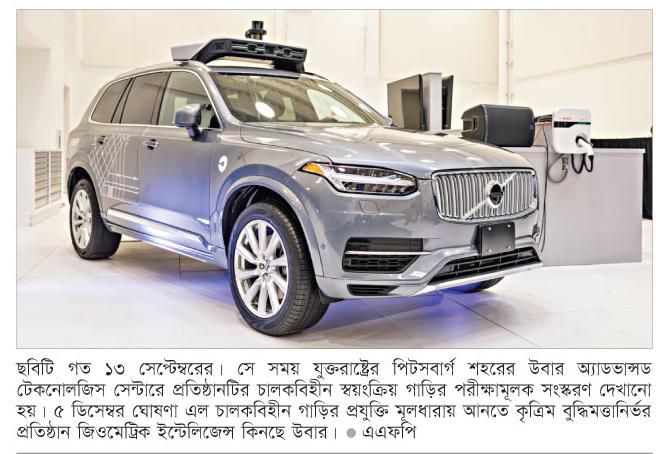 ছবিটি গত ১৩ সেপ্টেম্বরের। সে সময় যুক্তরাষ্ট্রের পিটসবার্গ শহরের উবার অ্যাডভান্সড
টেকনোলজিস সেন্টারে প্রতিষ্ঠানটির চালকবিহীন স্বয়ংক্রিয় গাড়ির পরীক্ষামূলক সংস্করণ দেখানো
হয়। ৫ ডিসেম্বর ঘোষণা এল চালকবিহীন গাড়ির প্রযুক্তি মূলধারায় আনতে কৃত্রিম বুদ্ধিমত্তানির্ভর
প্রতিষ্ঠান জিওমেট্রিক ইন্টেলিজেন্স কিনছে উবার। ● এএফপি